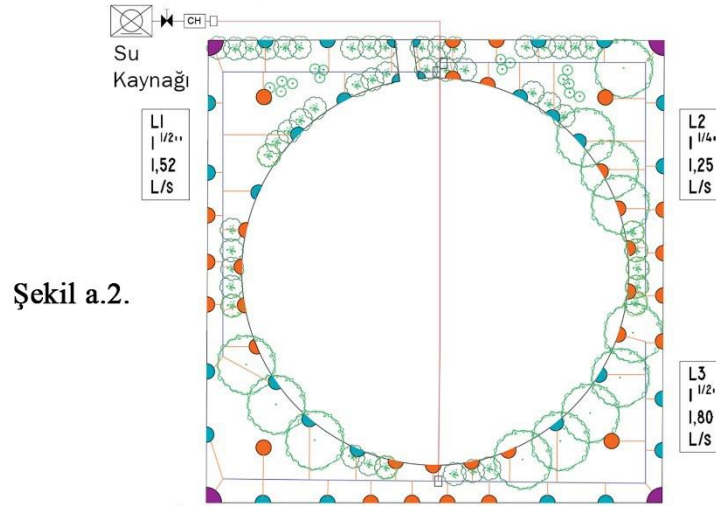 CH
Su
Kaynağı
L1
1 1/2''
1,52
L/s
L2
1 1/4''
1,25
L/s
Şekil a.2.
L3
1 1/2''
1,80
L/s